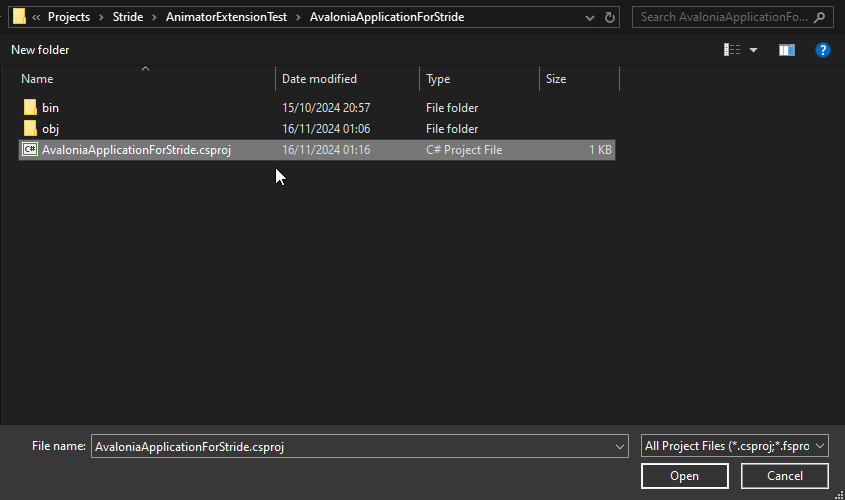 « Projects > Stride > AnimatorExtensionTest > AvaloniaApplicationForStride
Search AvaloniaApplicationFo...
New folder
?
Name Date modified Type Size
bin 15/10/2024 20:57 File folder
obj 16/11/2024 01:06 File folder
C# AvaloniaApplicationForStride.csproj 16/11/2024 01:16 C# Project File 1 KB
File name: AvaloniaApplicationForStride.csproj All Project Files (*.csproj;*.fspro
Open Cancel